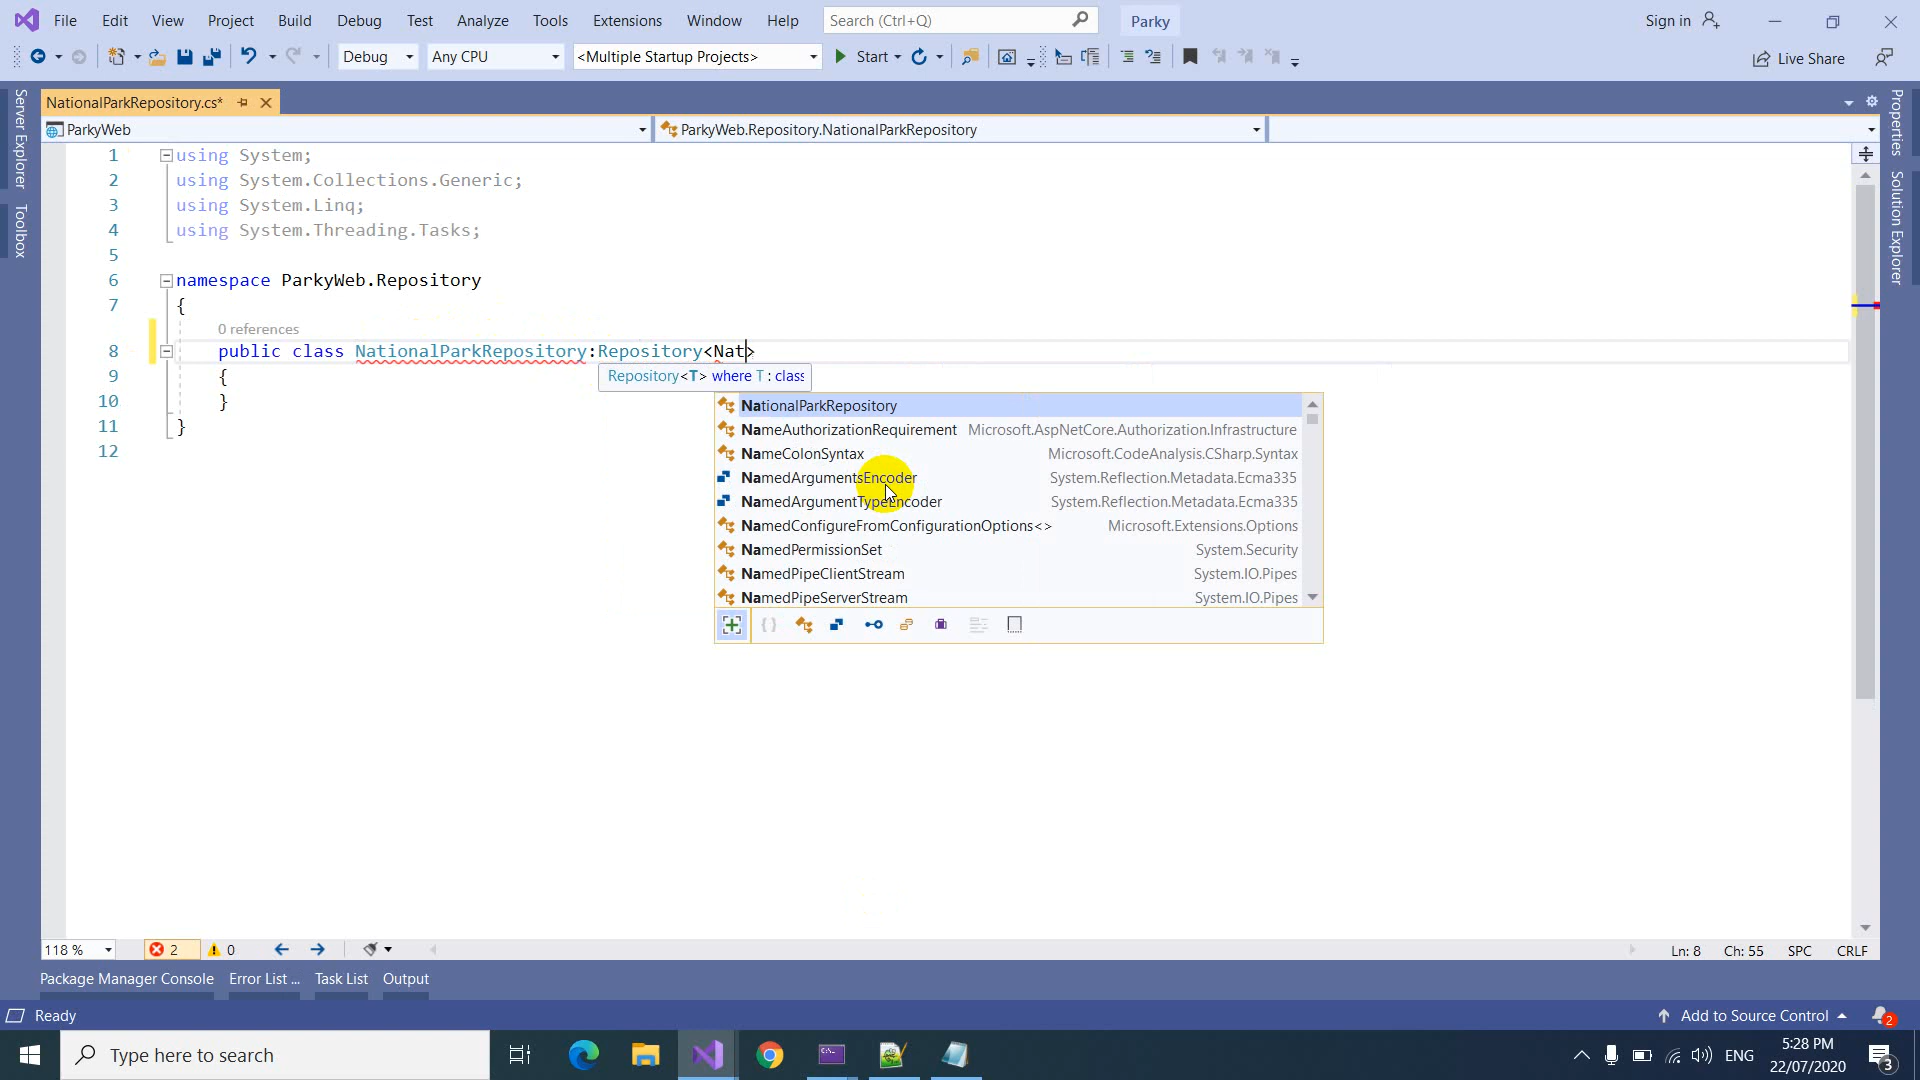 File Edit View Project Build Debug Test Analyze Tools Extensions Window Help Search (Ctrl+Q) Parky Sign in
Debug Any CPU <Multiple Startup Projects> Start Live Share
NationalParkRepository.cs*
ParkyWeb ParkyWeb.Repository.NationalParkRepository
Server Explorer
Toolbox
Properties
Solution Explorer
1 using System;
2 using System.Collections.Generic;
3 using System.Linq;
4 using System.Threading.Tasks;
5
6 namespace ParkyWeb.Repository
7 {
0 references
8 public class NationalParkRepository:Repository<Nat>
9 {
Repository<T> where T : class
10 }
11 }
12
NationalParkRepository
NameAuthorizationRequirement Microsoft.AspNetCore.Authorization.Infrastructure
NameColonSyntax Microsoft.CodeAnalysis.CSharp.Syntax
NamedArgumentsEncoder System.Reflection.Metadata.Ecma335
NamedArgumentTypeEncoder System.Reflection.Metadata.Ecma335
NamedConfigureFromConfigurationOptions<> Microsoft.Extensions.Options
NamedPermissionSet System.Security
NamedPipeClientStream System.IO.Pipes
NamedPipeServerStream System.IO.Pipes
118 % 2 0 Ln: 8 Ch: 55 SPC CRLF
Package Manager Console Error List ... Task List Output
Ready Add to Source Control 2
Type here to search ENG 5:28 PM
22/07/2020 3